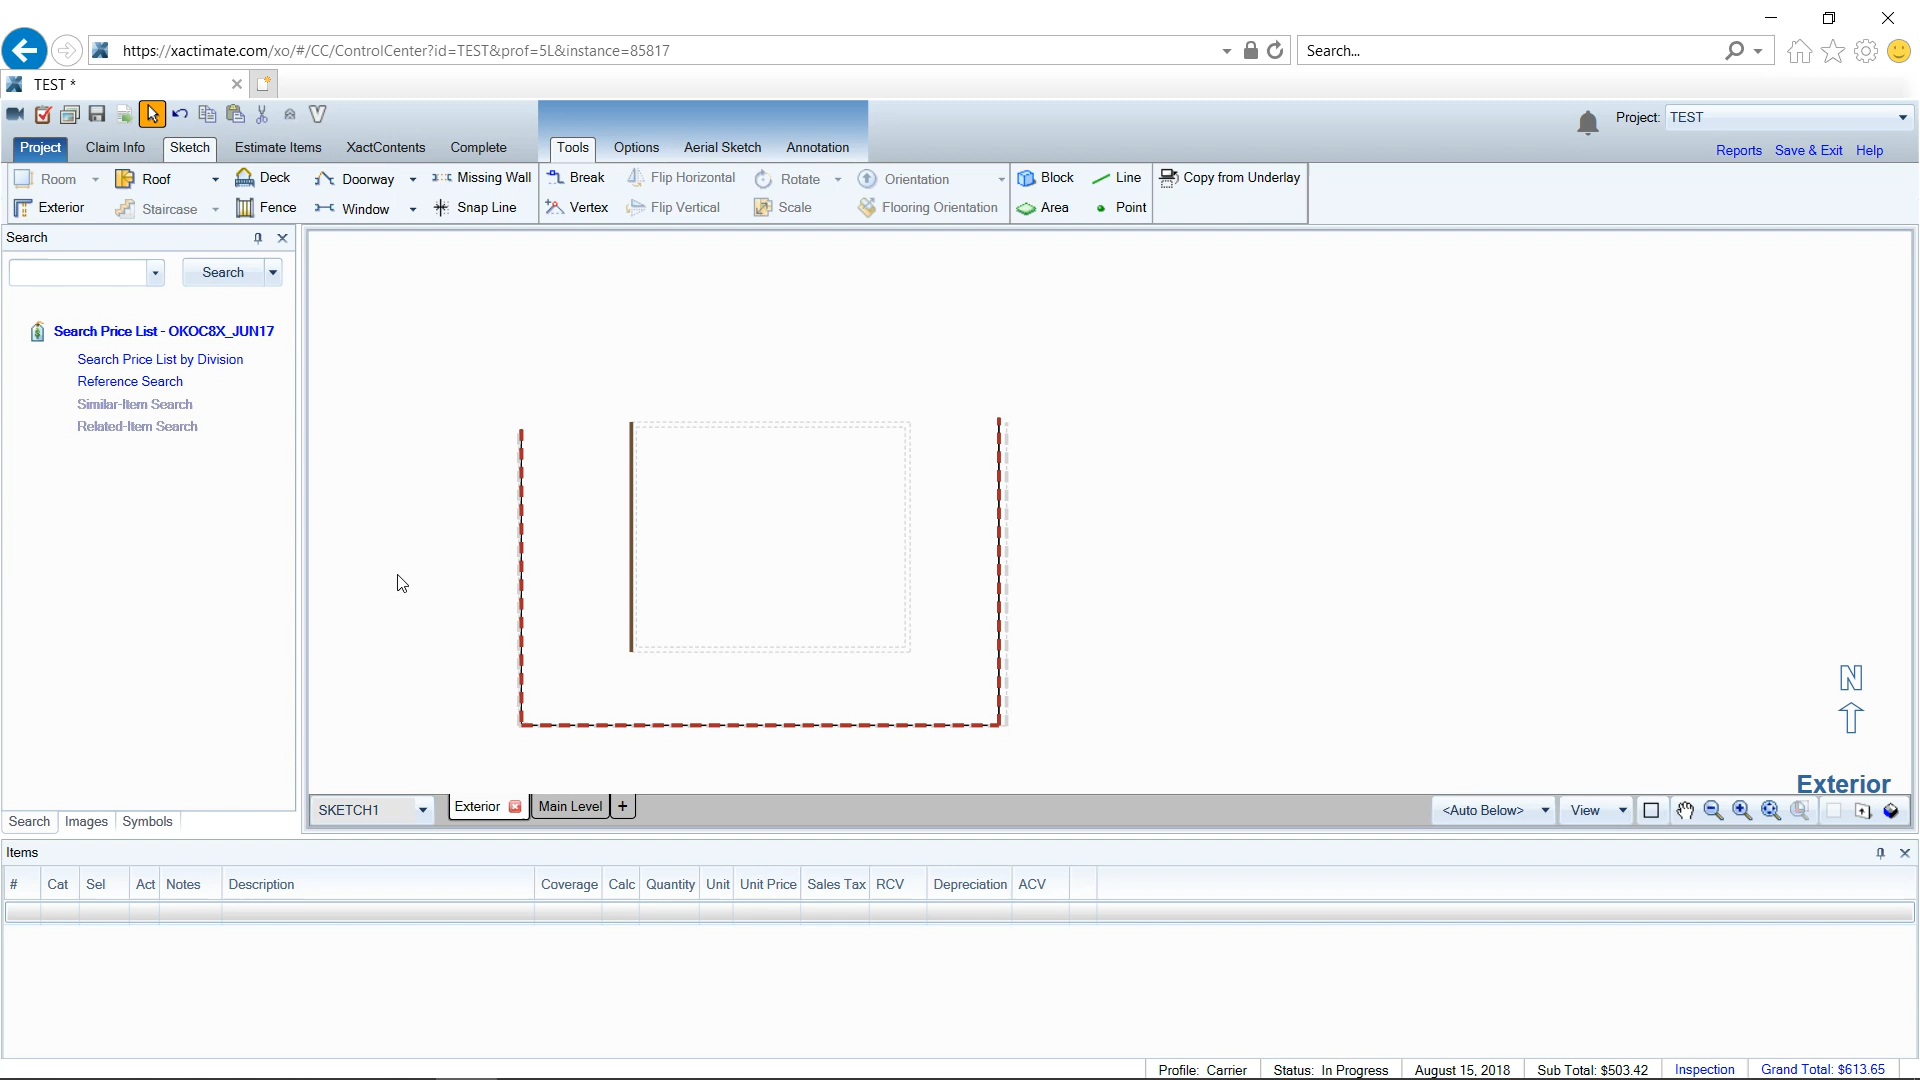 https://xactimate.com/xo/#/CC/ControlCenter?id=TEST&prof=5L&instance=85817
Search...
TEST *
Project: TEST
Project Claim Info Sketch Estimate Items XactContents Complete Tools Options Aerial Sketch Annotation
Reports Save & Exit Help
Room Roof Deck Doorway Missing Wall Break Flip Horizontal Rotate Orientation Block Line Copy from Underlay
Exterior Staircase Fence Window Snap Line Vertex Flip Vertical Scale Flooring Orientation Area Point
Search
Search
Search Price List - OKOC8X_JUN17
Search Price List by Division
Reference Search
Similar-Item Search
Related-Item Search
N
Exterior
SKETCH1 Exterior Main Level + <Auto Below> View
Search Images Symbols
Items
# Cat Sel Act Notes Description Coverage Calc Quantity Unit Unit Price Sales Tax RCV Depreciation ACV
Profile: Carrier Status: In Progress August 15, 2018 Sub Total: $503.42 Inspection Grand Total: $613.65